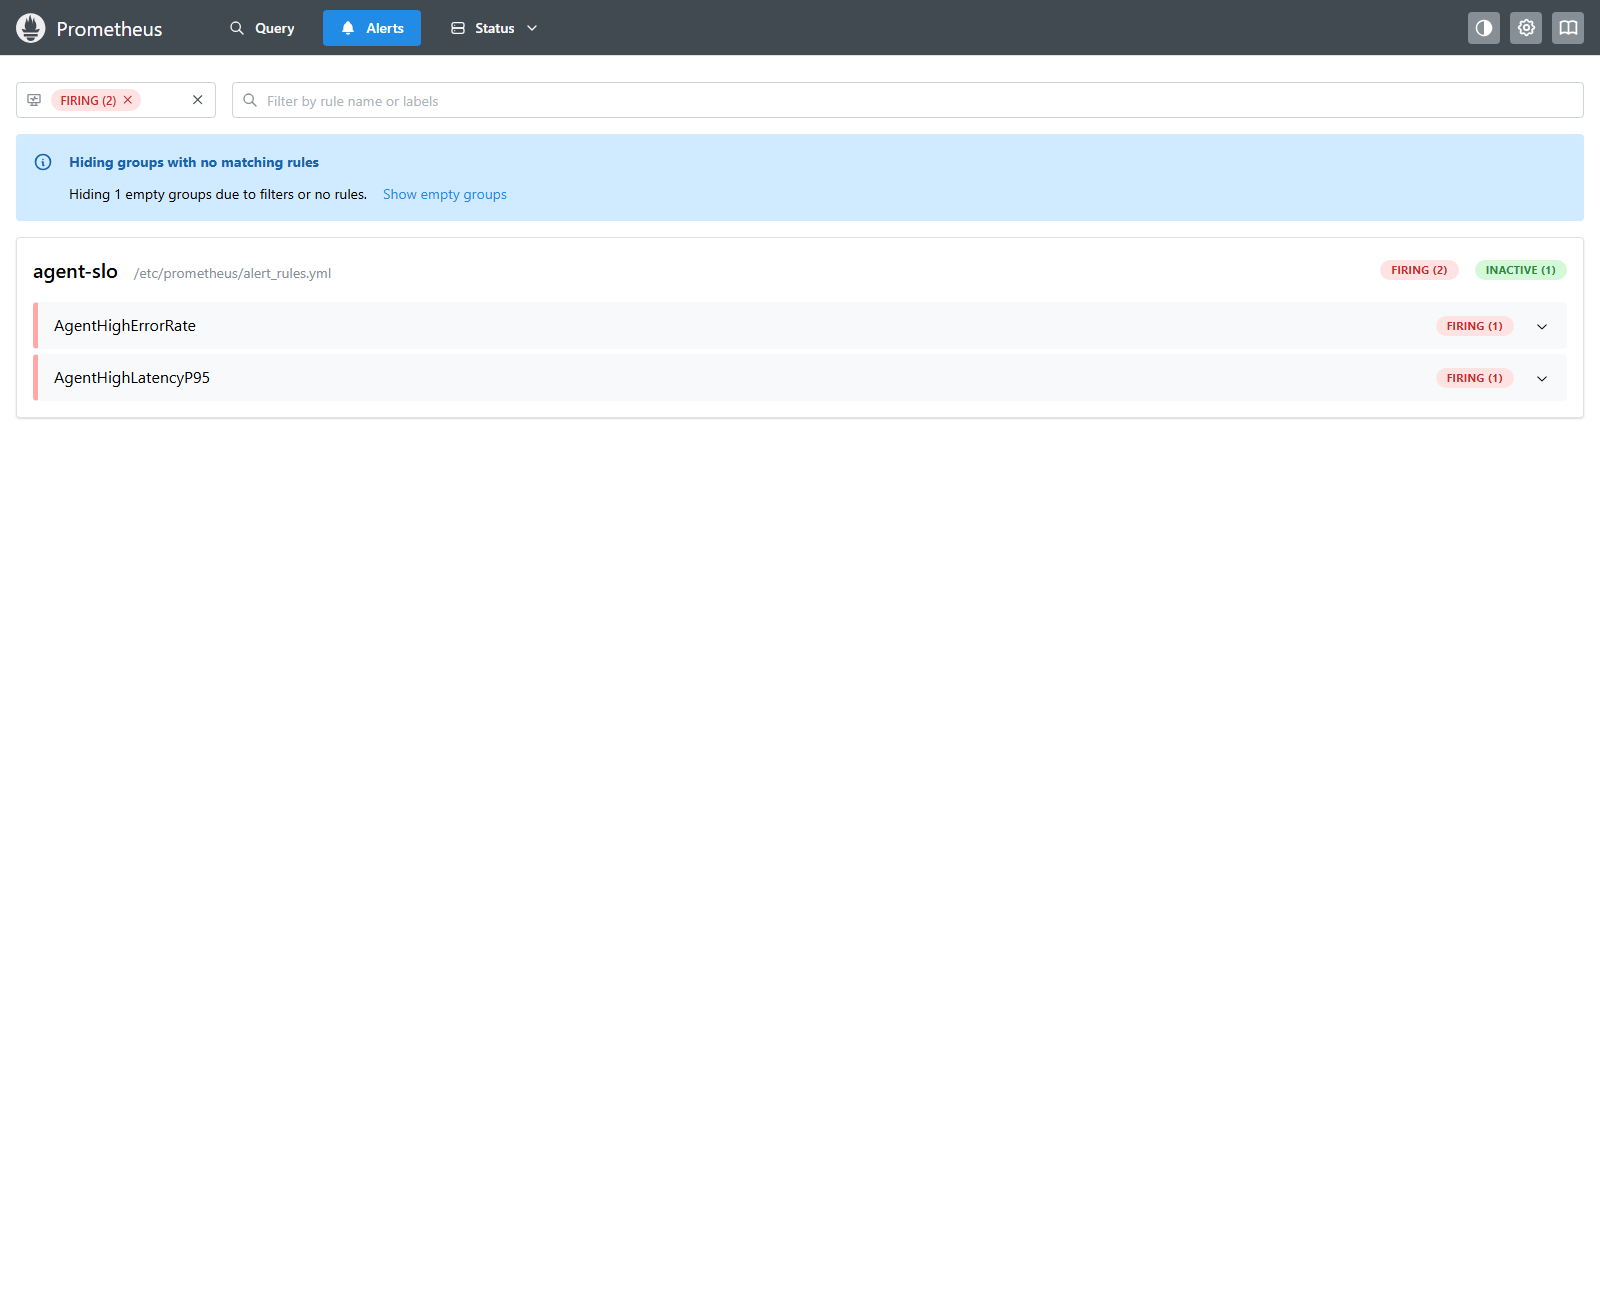 Prometheus Query Alerts Status
FIRING (2) Filter by rule name or labels
Hiding groups with no matching rules
Hiding 1 empty groups due to filters or no rules. Show empty groups
agent-slo /etc/prometheus/alert_rules.yml FIRING (2) INACTIVE (1)
AgentHighErrorRate FIRING (1)
AgentHighLatencyP95 FIRING (1)